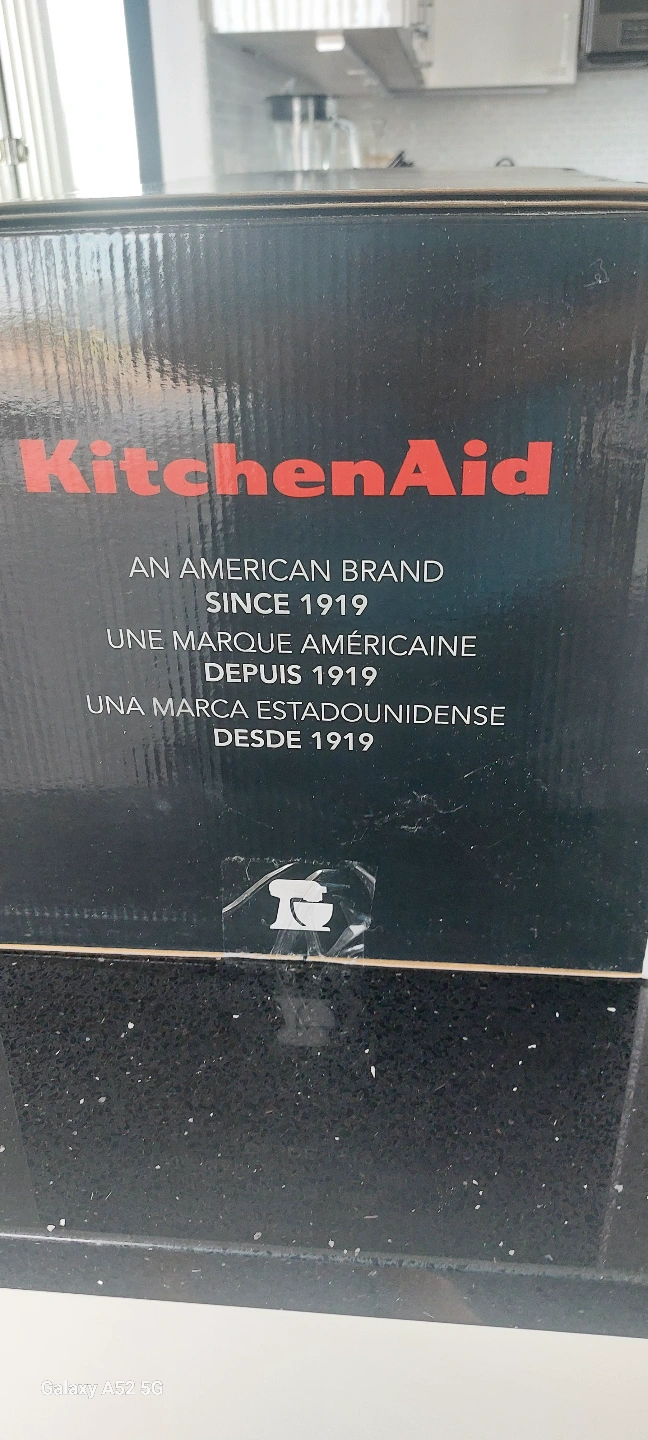 KitchenAid
AN AMERICAN BRAND
SINCE 1919
UNE MARQUE AMÉRICAINE
DEPUIS 1919
UNA MARCA ESTADOUNIDENSE
DESDE 1919
Galaxy A52 5G